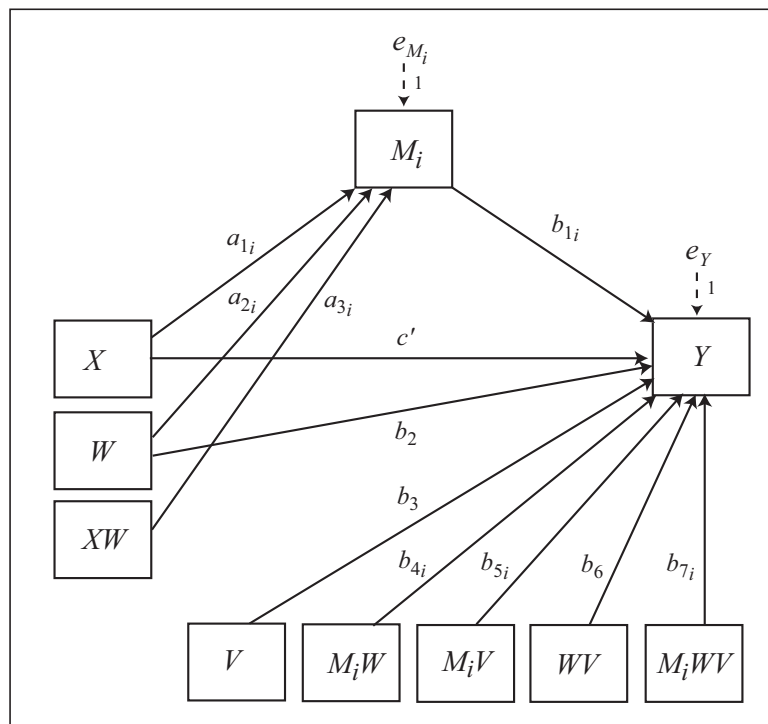 e_{M_i}
1
M_i
a_{1i}
b_{1i}
a_{2i}
a_{3i}
e_Y
1
X
c'
Y
W
b_2
XW
b_3
b_{4i}
b_{5i}
b_6
b_{7i}
V
M_iW
M_iV
WV
M_iWV